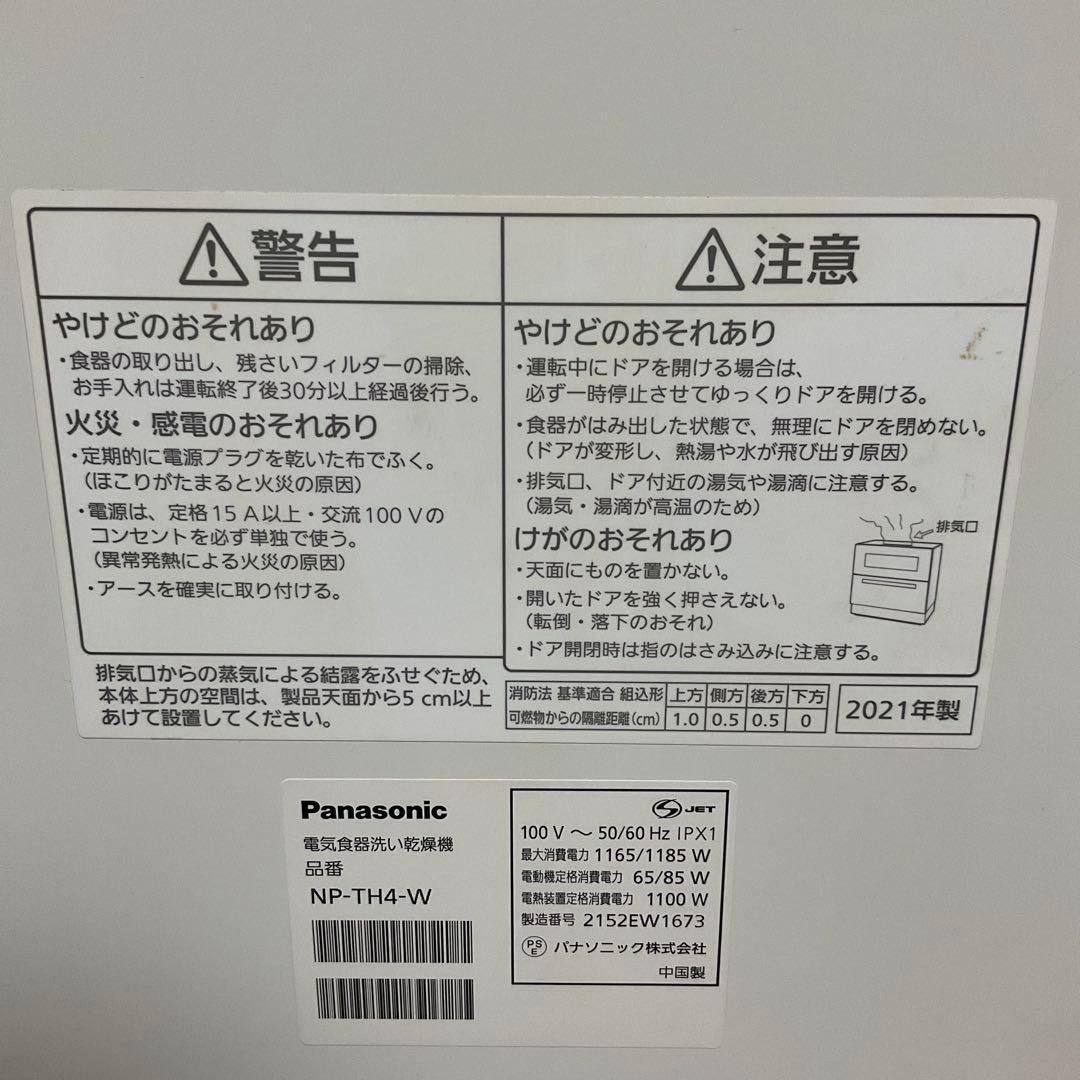 警告
やけどのおそれあり
・食器の取り出し、残さいフィルターの掃除、
お手入れは運転終了後30分以上経過後行う。
火災・感電のおそれあり
・定期的に電源プラグを乾いた布でふく。
(ほこりがたまると火災の原因)
・電源は、定格15A以上・交流100Vの
コンセントを必ず単独で使う。
(異常発熱による火災の原因)
・アースを確実に取り付ける。
注意
やけどのおそれあり
・運転中にドアを開ける場合は、
必ず一時停止させてゆっくりドアを開ける。
・食器がはみ出した状態で、無理にドアを閉めない。
(ドアが変形し、熱湯や水が飛び出す原因)
・排気口、ドア付近の湯気や湯滴に注意する。
(湯気・湯滴が高温のため)
けがのおそれあり
・天面にものを置かない。
・開いたドアを強く押さえない。
(転倒・落下のおそれ)
・ドア開閉時は指のはさみ込みに注意する。
排気口
排気口からの蒸気による結露をふせぐため、
本体上方の空間は、製品天面から5cm以上
あけて設置してください。
消防法 基準適合 組込形 上方 側方 後方 下方
可燃物からの隔離距離(cm) 1.0 0.5 0.5 0
2021年製
Panasonic
電気食器洗い乾燥機
品番
NP-TH4-W
S JET
100 V ～ 50/60 Hz IPX1
最大消費電力 1165/1185 W
電動機定格消費電力 65/85 W
電熱装置定格消費電力 1100 W
製造番号 2152EW1673
PSE パナソニック株式会社
中国製